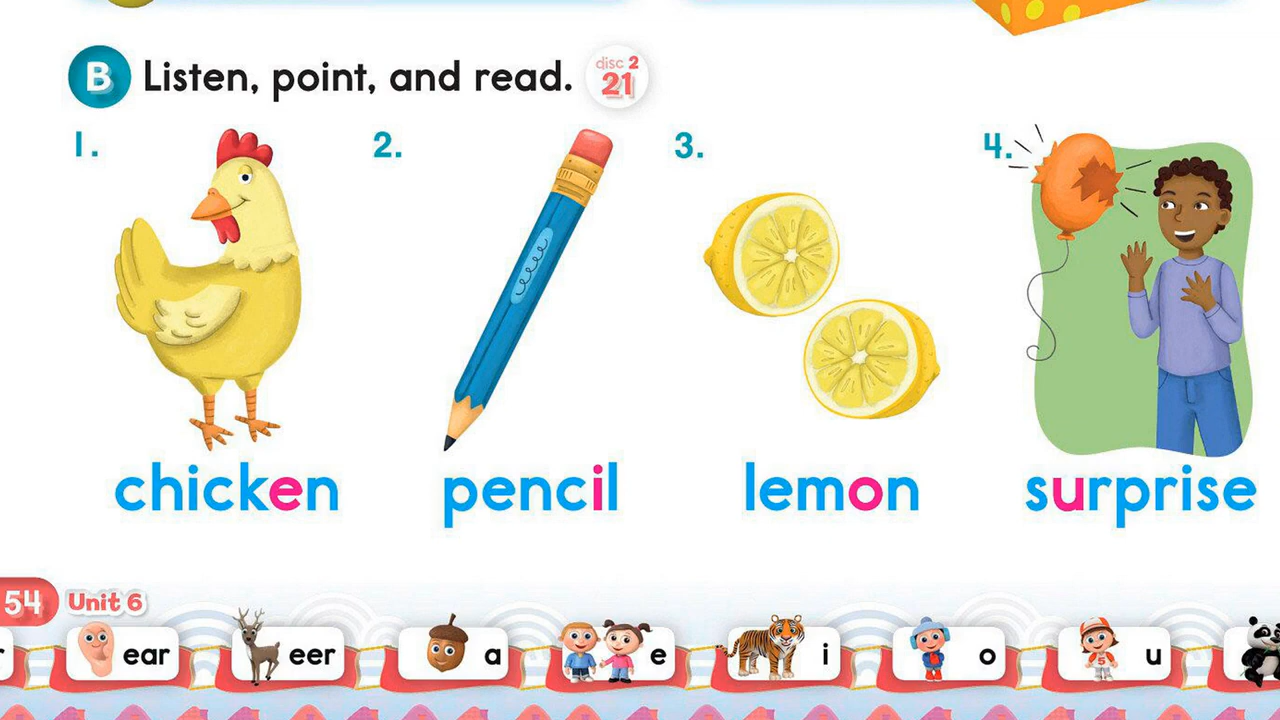 B Listen, point, and read. disc 2 21
1. 2. 3. 4.
chicken pencil lemon surprise
54 Unit 6
r ear eer a e i o u
5